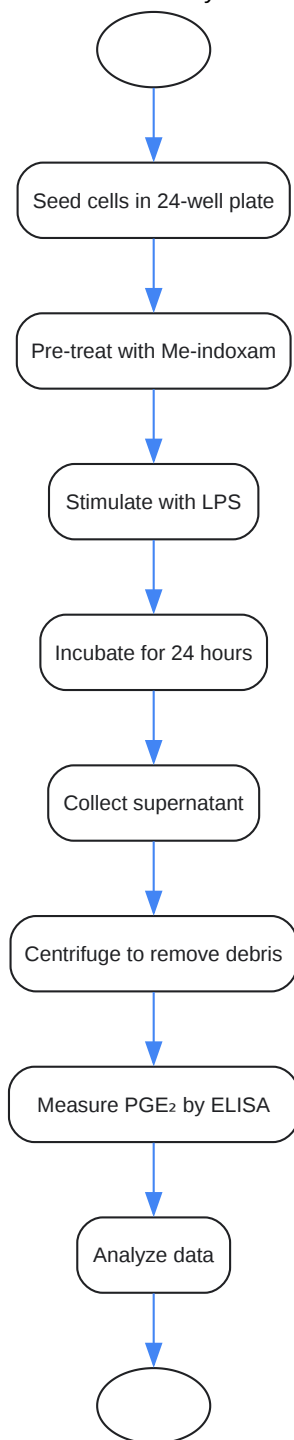 Seed cells in 24-well plate
Pre-treat with Me-indoxam
Stimulate with LPS
Incubate for 24 hours
Collect supernatant
Centrifuge to remove debris
Measure PGE₂ by ELISA
Analyze data